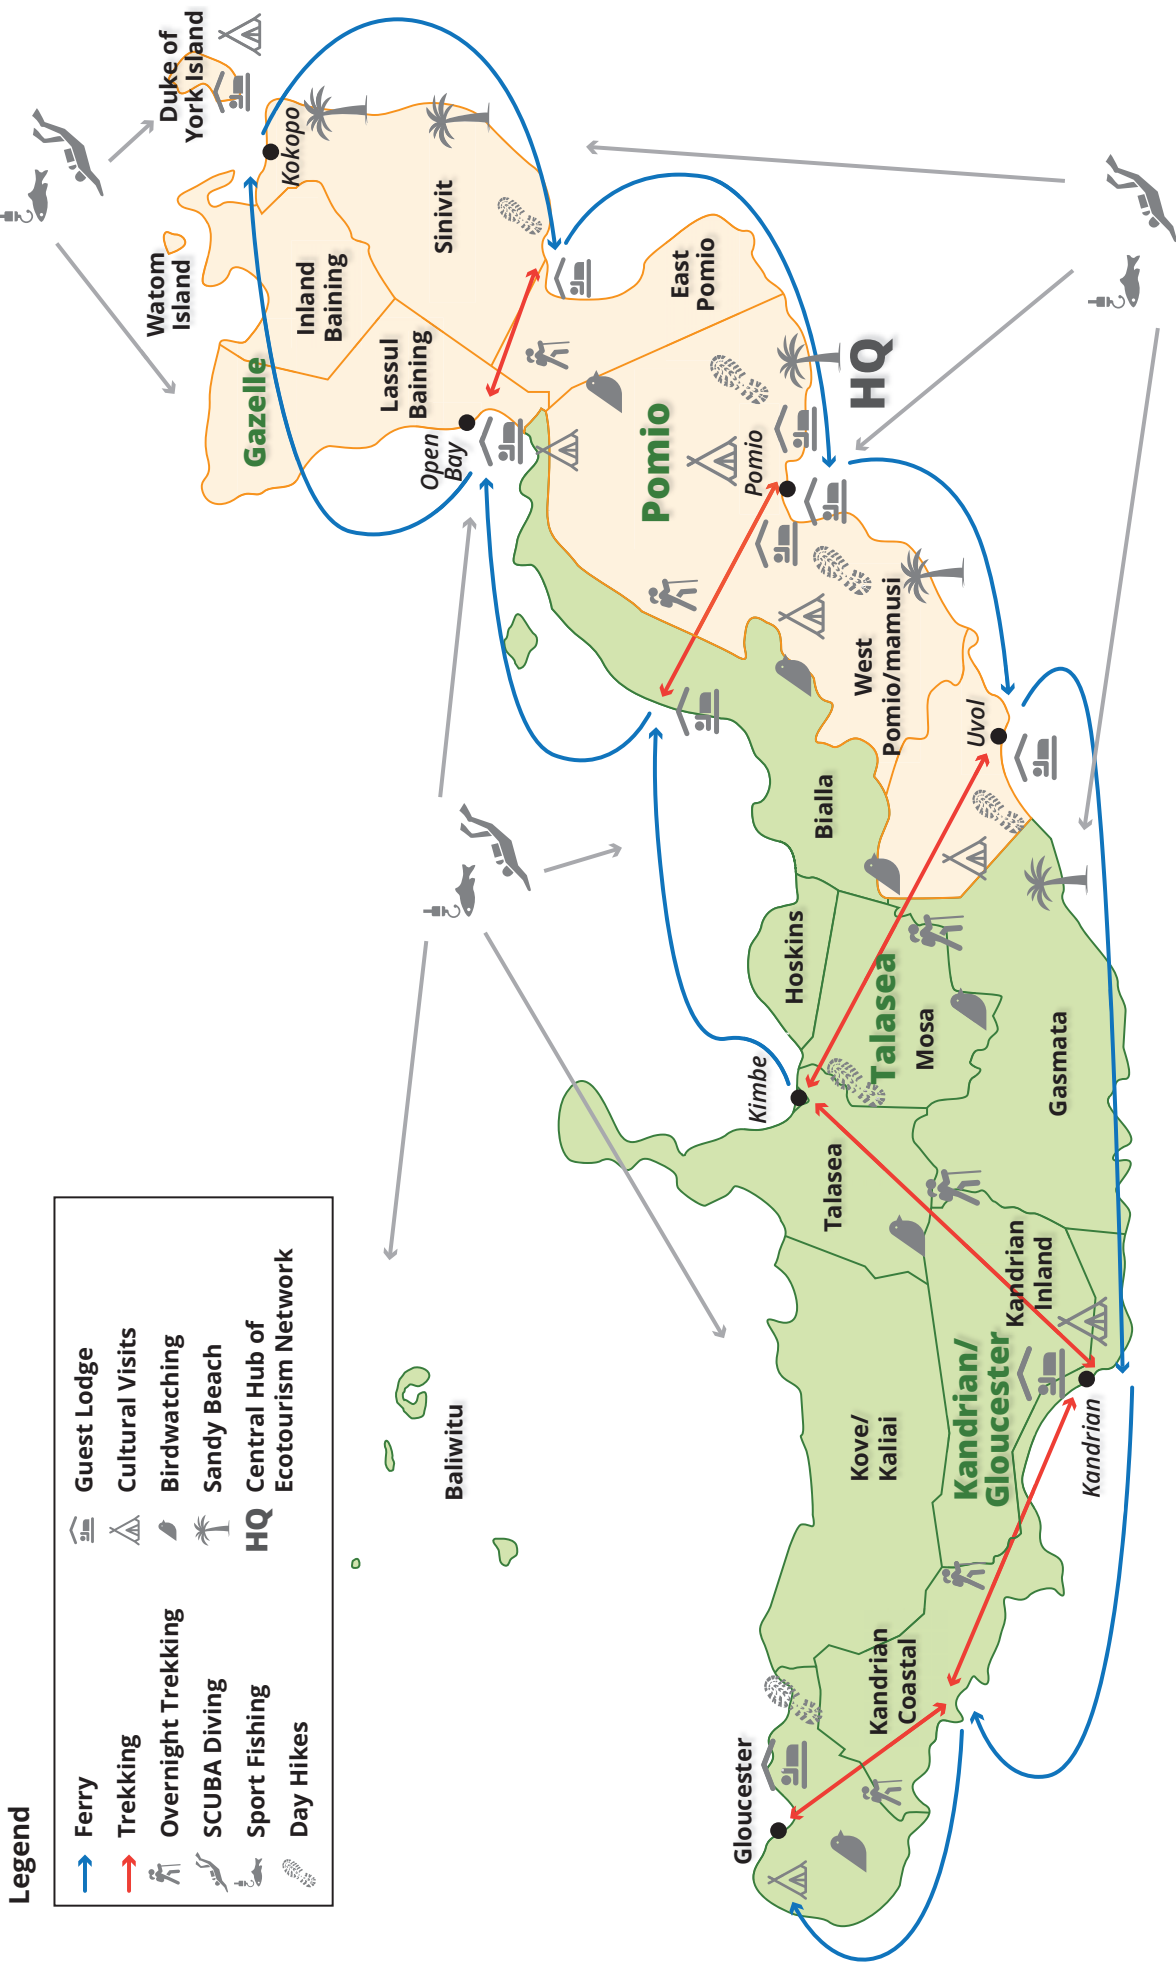 Legend
Ferry
Trekking
Overnight Trekking
SCUBA Diving
Sport Fishing
Day Hikes
Guest Lodge
Cultural Visits
Birdwatching
Sandy Beach
HQ
Central Hub of
Ecotourism Network
Baliwitu
Gloucester
Kandrian
Coastal
Kove/
Kaliai
Kandrian/
Gloucester
Kandrian
Kandrian
Inland
Talasea
Kimbe
Talasea
Mosa
Gasmata
Hoskins
Bialla
Uvol
West
Pomio/mamusi
Pomio
Pomio
HQ
East
Pomio
Open
Bay
Lassul
Baining
Gazelle
Inland
Baining
Watom
Island
Sinivit
Kokopo
Duke of
York Island